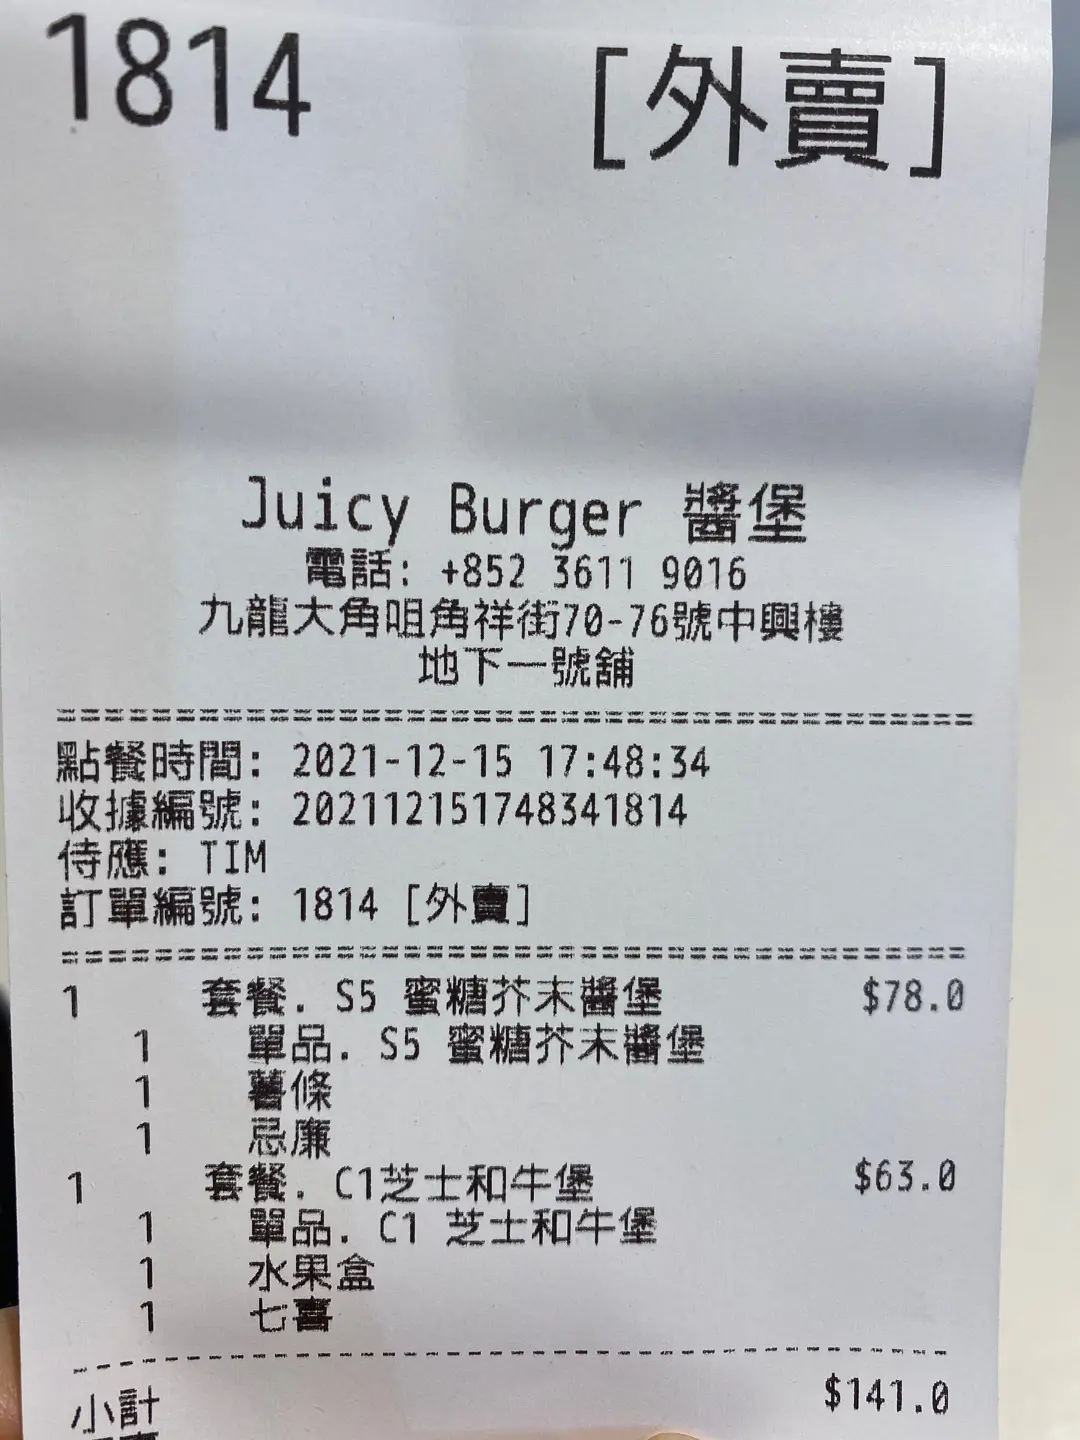 1814 [外賣]
Juicy Burger 醬堡
電話: +852 3611 9016
九龍大角咀角祥街70-76號中興樓
地下一號舖
點餐時間: 2021-12-15 17:48:34
收據編號: 202112151748341814
侍應: TIM
訂單編號: 1814 [外賣]
1 套餐. S5 蜜糖芥末醬堡 $78.0
1 單品. S5 蜜糖芥末醬堡
1 薯條
1 忌廉
1 套餐. C1芝士和牛堡 $63.0
1 單品. C1 芝士和牛堡
1 水果盒
1 七喜
小計 $141.0